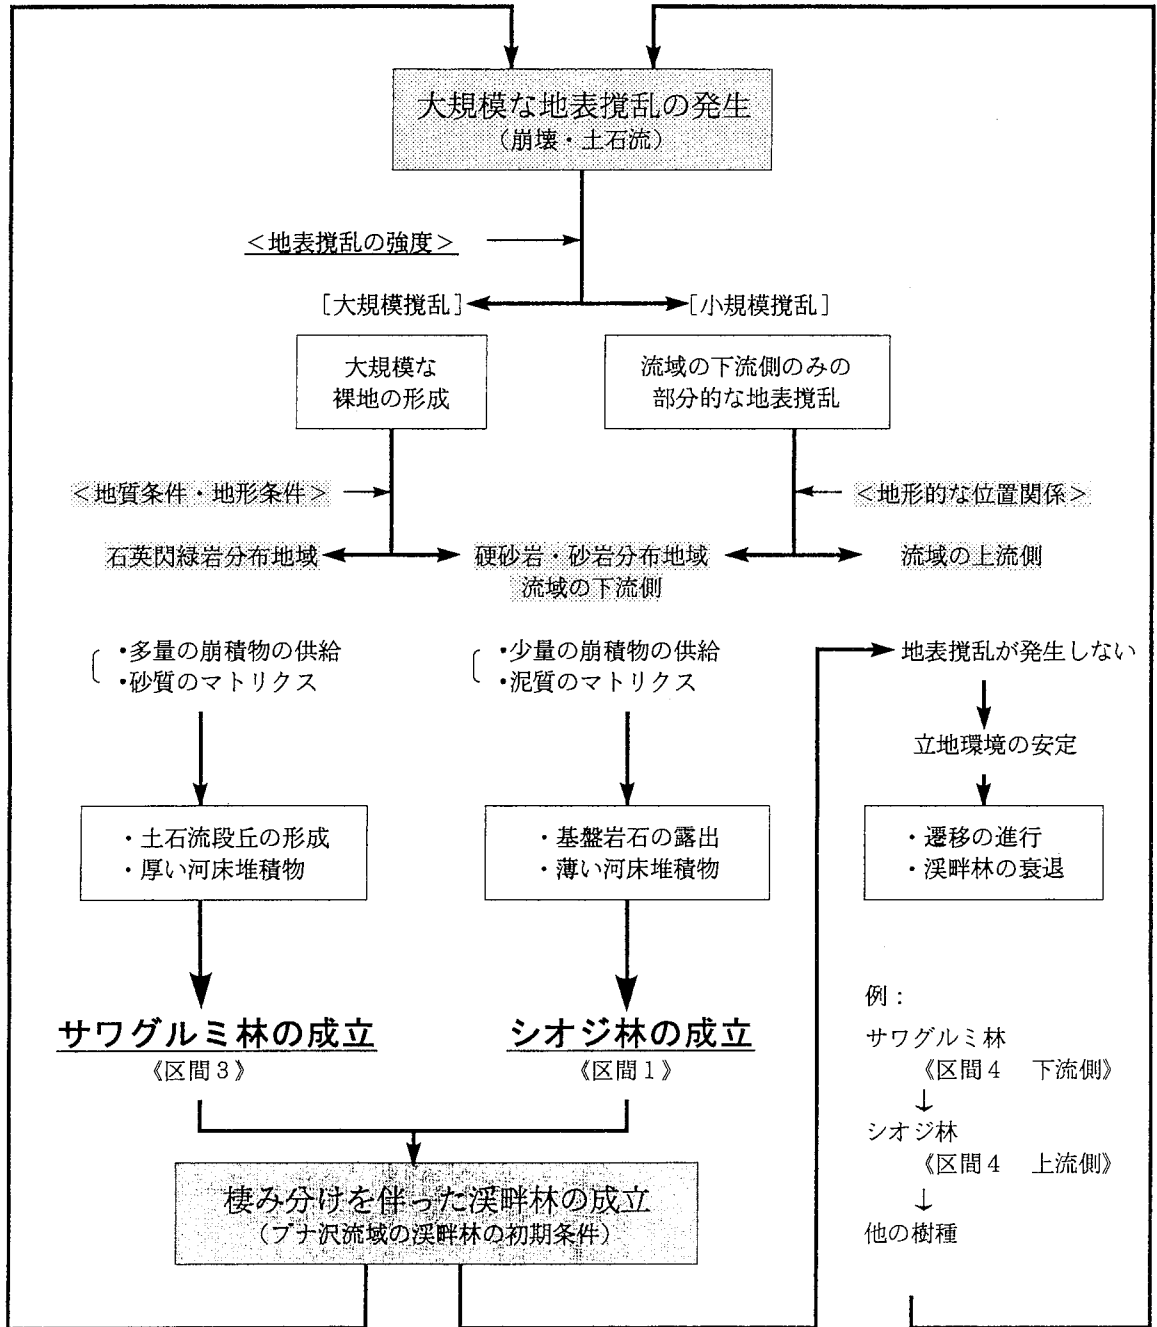 大規模な地表撹乱の発生
(崩壊・土石流)
<地表撹乱の強度>
[大規模撹乱]
[小規模撹乱]
大規模な
裸地の形成
流域の下流側のみの
部分的な地表撹乱
<地質条件・地形条件>
<地形的な位置関係>
石英閃緑岩分布地域
硬砂岩・砂岩分布地域
流域の下流側
流域の上流側
・多量の崩積物の供給
・砂質のマトリクス
・少量の崩積物の供給
・泥質のマトリクス
地表撹乱が発生しない
立地環境の安定
・土石流段丘の形成
・厚い河床堆積物
・基盤岩石の露出
・薄い河床堆積物
・遷移の進行
・渓畔林の衰退
サワグルミ林の成立
《区間3》
シオジ林の成立
《区間1》
例：
サワグルミ林
《区間4 下流側》
↓
シオジ林
《区間4 上流側》
↓
他の樹種
棲み分けを伴った渓畔林の成立
(ブナ沢流域の渓畔林の初期条件)